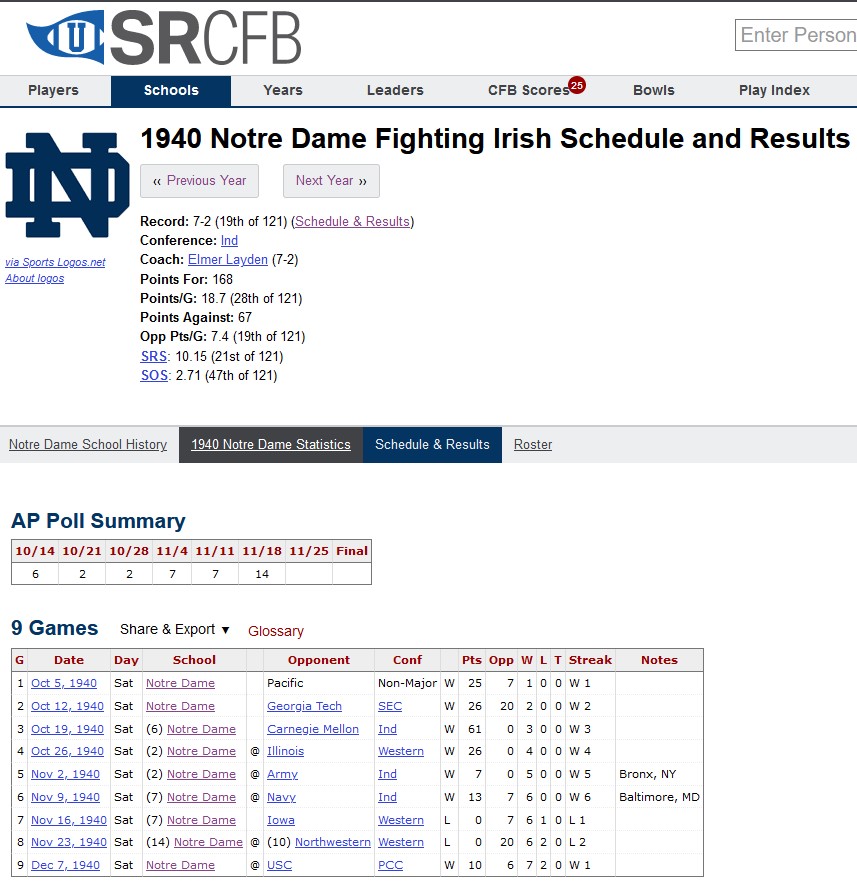 U SRCFB
Enter Person
Players Schools Years Leaders CFB Scores 25 Bowls Play Index
ND
1940 Notre Dame Fighting Irish Schedule and Results
‹‹ Previous Year Next Year ››
Record: 7-2 (19th of 121) (Schedule & Results)
Conference: Ind
Coach: Elmer Layden (7-2)
Points For: 168
Points/G: 18.7 (28th of 121)
Points Against: 67
Opp Pts/G: 7.4 (19th of 121)
SRS: 10.15 (21st of 121)
SOS: 2.71 (47th of 121)
via Sports Logos.net
About logos
Notre Dame School History 1940 Notre Dame Statistics Schedule & Results Roster
AP Poll Summary
10/14 10/21 10/28 11/4 11/11 11/18 11/25 Final
6 2 2 7 7 14
9 Games Share & Export ▼ Glossary
G Date Day School Opponent Conf Pts Opp W L T Streak Notes
1 Oct 5, 1940 Sat Notre Dame Pacific Non-Major W 25 7 1 0 0 W 1
2 Oct 12, 1940 Sat Notre Dame Georgia Tech SEC W 26 20 2 0 0 W 2
3 Oct 19, 1940 Sat (6) Notre Dame Carnegie Mellon Ind W 61 0 3 0 0 W 3
4 Oct 26, 1940 Sat (2) Notre Dame @ Illinois Western W 26 0 4 0 0 W 4
5 Nov 2, 1940 Sat (2) Notre Dame @ Army Ind W 7 0 5 0 0 W 5 Bronx, NY
6 Nov 9, 1940 Sat (7) Notre Dame @ Navy Ind W 13 7 6 0 0 W 6 Baltimore, MD
7 Nov 16, 1940 Sat (7) Notre Dame Iowa Western L 0 7 6 1 0 L 1
8 Nov 23, 1940 Sat (14) Notre Dame @ (10) Northwestern Western L 0 20 6 2 0 L 2
9 Dec 7, 1940 Sat Notre Dame @ USC PCC W 10 6 7 2 0 W 1